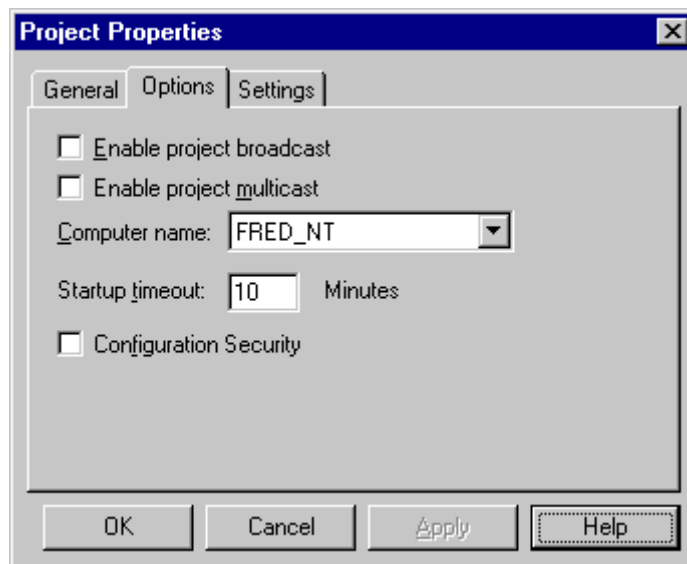 Project Properties
General Options Settings
Enable project broadcast
Enable project multicast
Computer name: FRED_NT
Startup timeout: 10 Minutes
Configuration Security
OK Cancel Apply Help